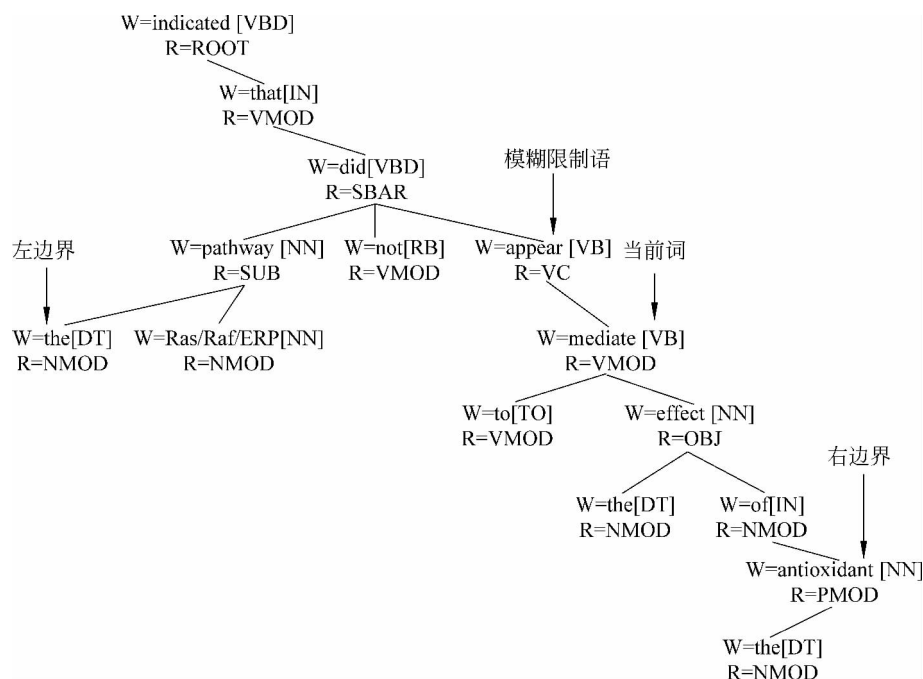 W=indicated [VBD]
R=ROOT
W=that[IN]
R=VMOD
W=did[VBD]
R=SBAR
模糊限制语
左边界
W=pathway [NN]
R=SUB
W=not[RB]
R=VMOD
W=appear [VB]
R=VC
当前词
W=the[DT]
R=NMOD
W=Ras/Raf/ERP[NN]
R=NMOD
W=mediate [VB]
R=VMOD
W=to[TO]
R=VMOD
W=effect [NN]
R=OBJ
右边界
W=the[DT]
R=NMOD
W=of[IN]
R=NMOD
W=antioxidant [NN]
R=PMOD
W=the[DT]
R=NMOD